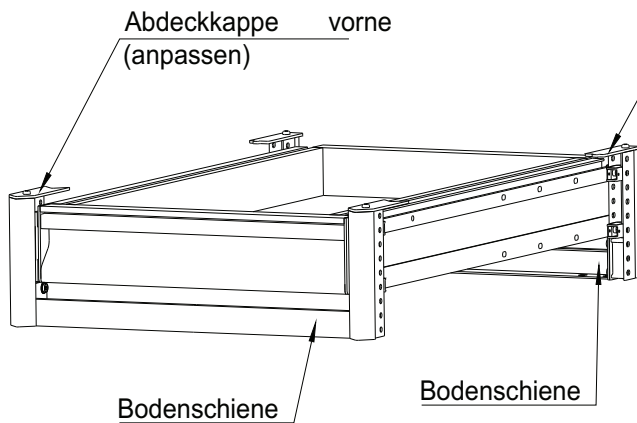 Abdeckkappe vorne
(anpassen)
Bodenschiene
Bodenschiene